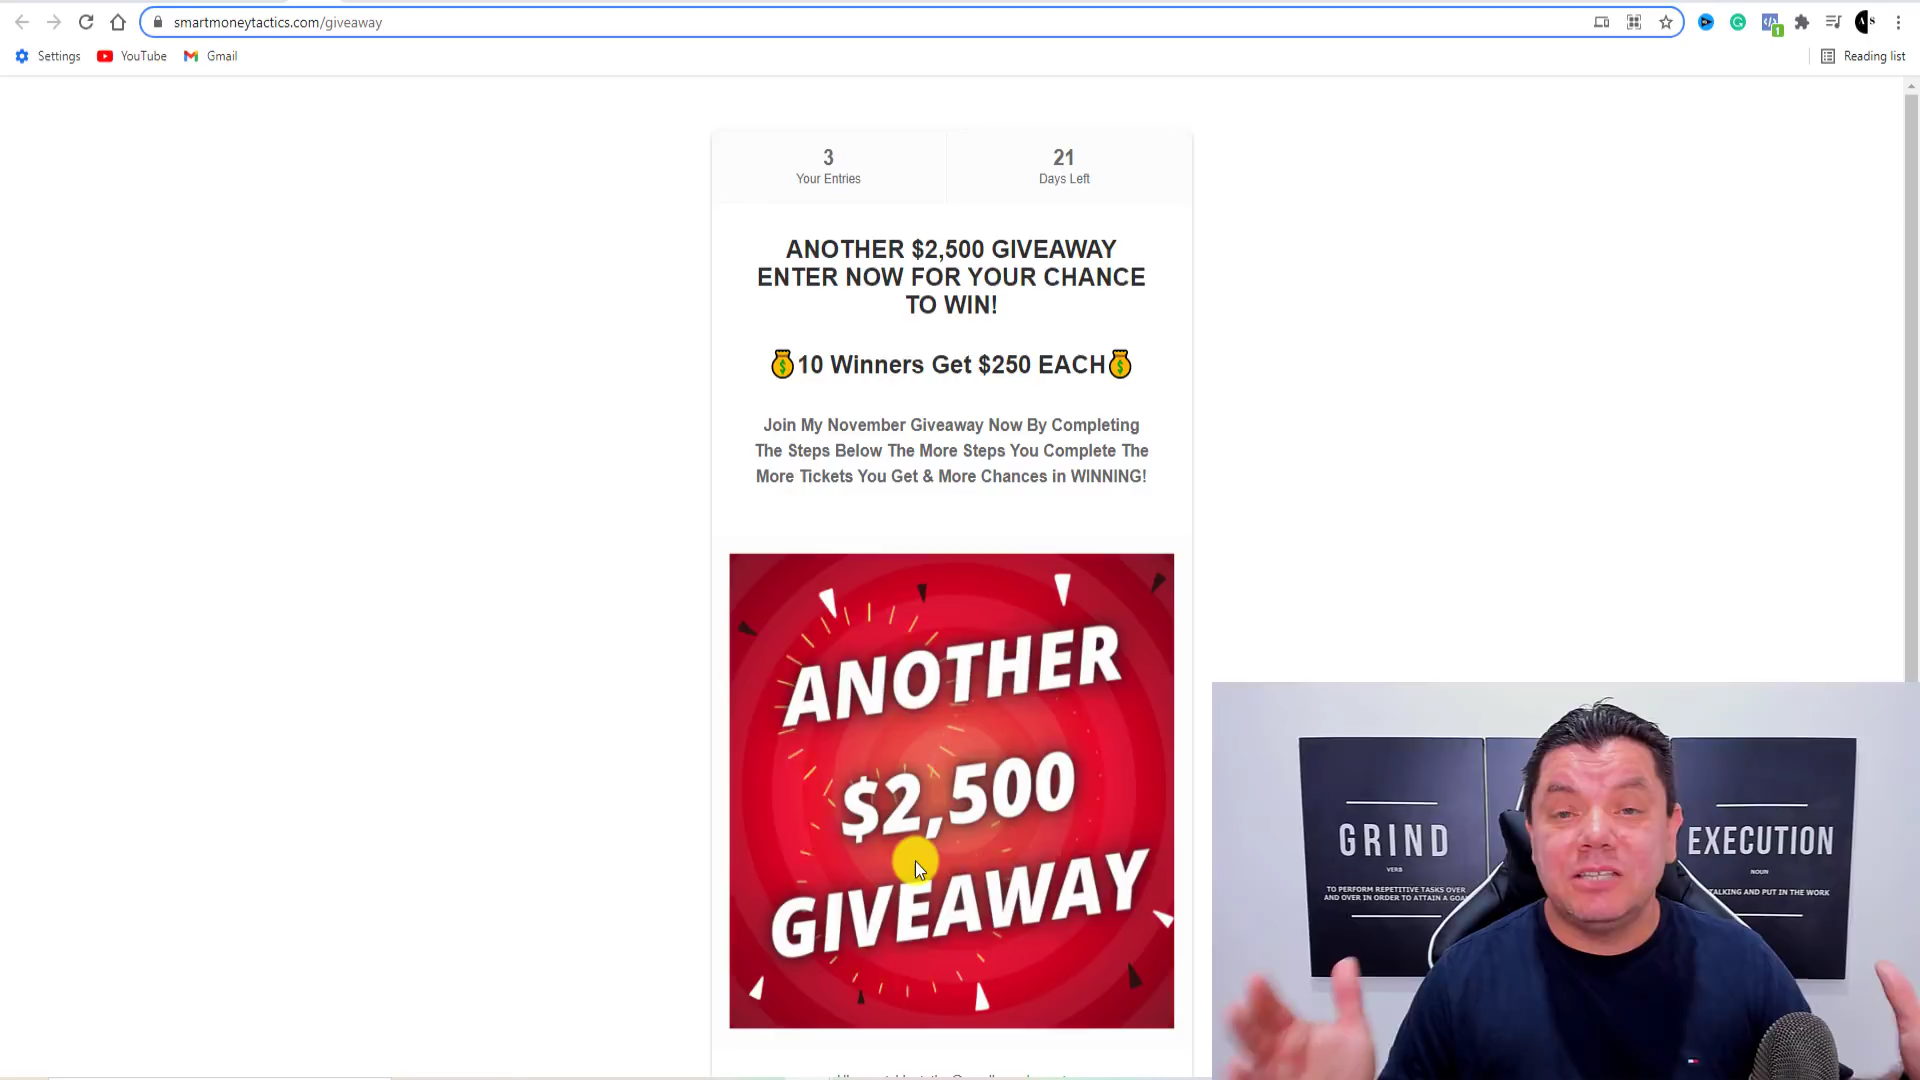 smartmoneytactics.com/giveaway
Settings YouTube Gmail
Reading list
1
3 21
Your Entries Days Left
ANOTHER $2,500 GIVEAWAY
ENTER NOW FOR YOUR CHANCE
TO WIN!
10 Winners Get $250 EACH
Join My November Giveaway Now By Completing
The Steps Below The More Steps You Complete The
More Tickets You Get & More Chances in WINNING!
ANOTHER
$2,500
GIVEAWAY
GRIND
VERB
TO PERFORM REPETITIVE TASKS OVER
AND OVER IN ORDER TO ATTAIN A GOA
EXECUTION
NOUN
TALKING AND PUT IN THE WORK